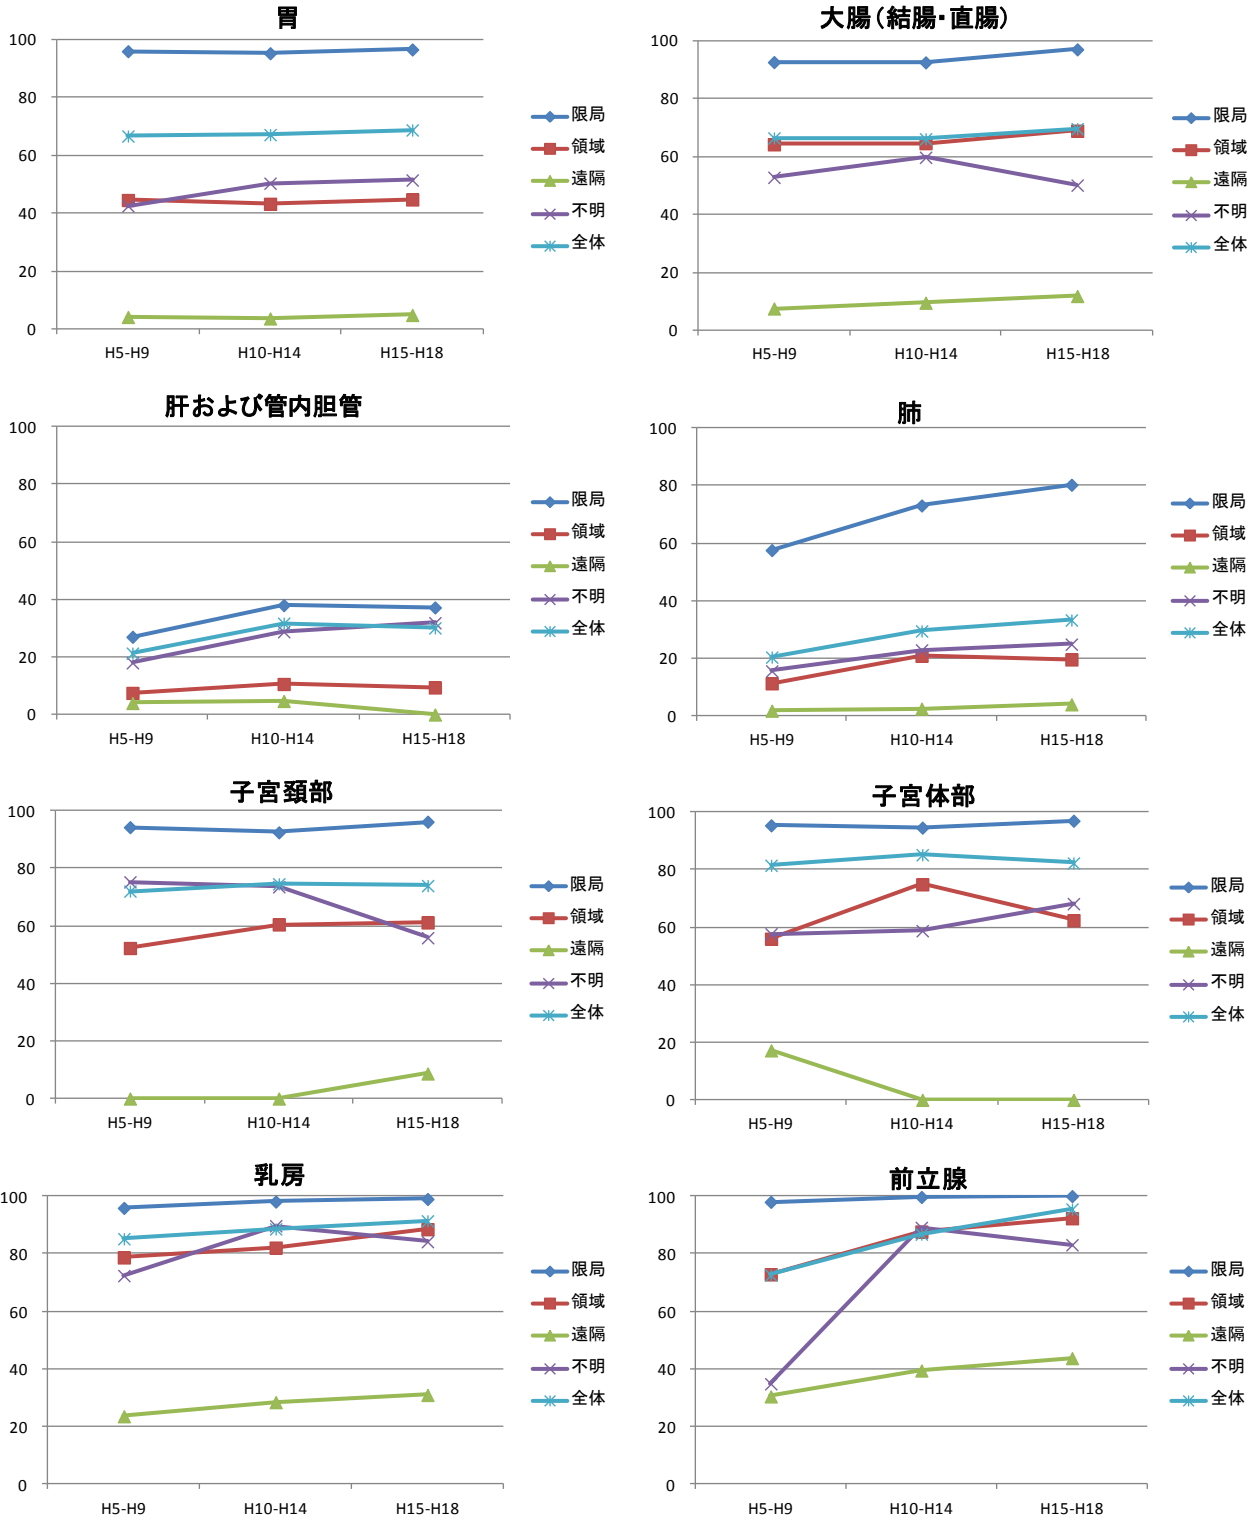 胃
100
80
60
40
20
0
H5-H9
H10-H14
H15-H18
限局
領域
遠隔
不明
全体
大腸（結腸・直腸）
100
80
60
40
20
0
H5-H9
H10-H14
H15-H18
限局
領域
遠隔
不明
全体
肝および管内胆管
100
80
60
40
20
0
H5-H9
H10-H14
H15-H18
限局
領域
遠隔
不明
全体
肺
100
80
60
40
20
0
H5-H9
H10-H14
H15-H18
限局
領域
遠隔
不明
全体
子宮頚部
100
80
60
40
20
0
H5-H9
H10-H14
H15-H18
限局
領域
遠隔
不明
全体
子宮体部
100
80
60
40
20
0
H5-H9
H10-H14
H15-H18
限局
領域
遠隔
不明
全体
乳房
100
80
60
40
20
0
H5-H9
H10-H14
H15-H18
限局
領域
遠隔
不明
全体
前立腺
100
80
60
40
20
0
H5-H9
H10-H14
H15-H18
限局
領域
遠隔
不明
全体